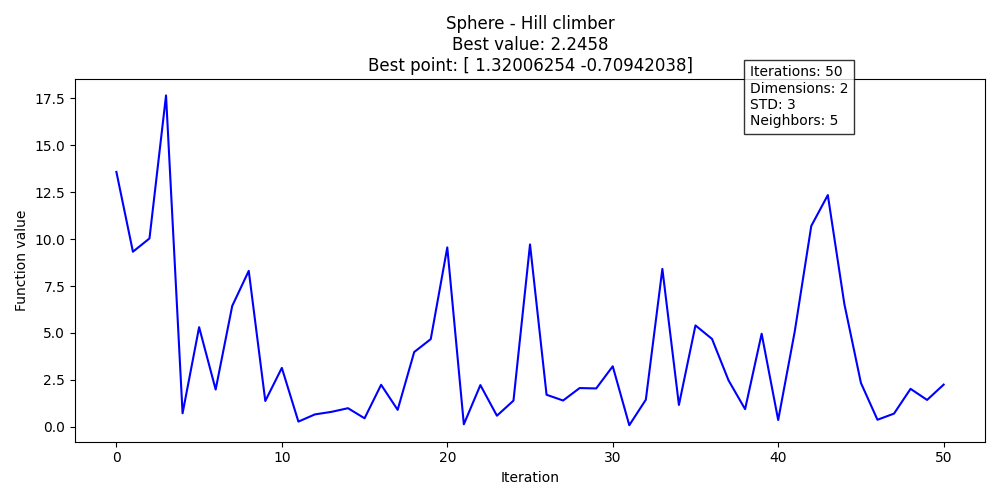 Sphere - Hill climber
Best value: 2.2458
Best point: [ 1.32006254 -0.70942038]
Iterations: 50
Dimensions: 2
STD: 3
Neighbors: 5
Function value
17.5
15.0
12.5
10.0
7.5
5.0
2.5
0.0
0 10 20 30 40 50
Iteration